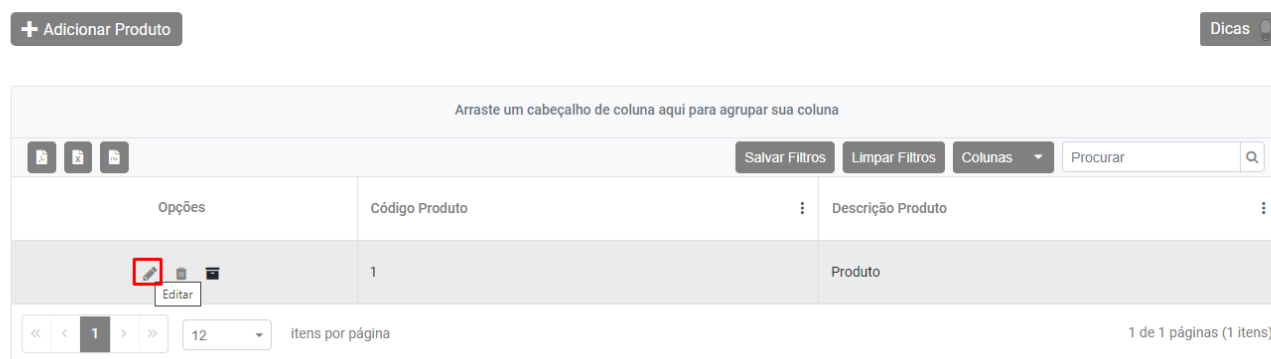 Adicionar Produto
Dicas
Arraste um cabeçalho de coluna aqui para agrupar sua coluna
Salvar Filtros Limpar Filtros Colunas Procurar
Opções Código Produto Descrição Produto
1 Produto
Editar
1 12 itens por página 1 de 1 páginas (1 itens)